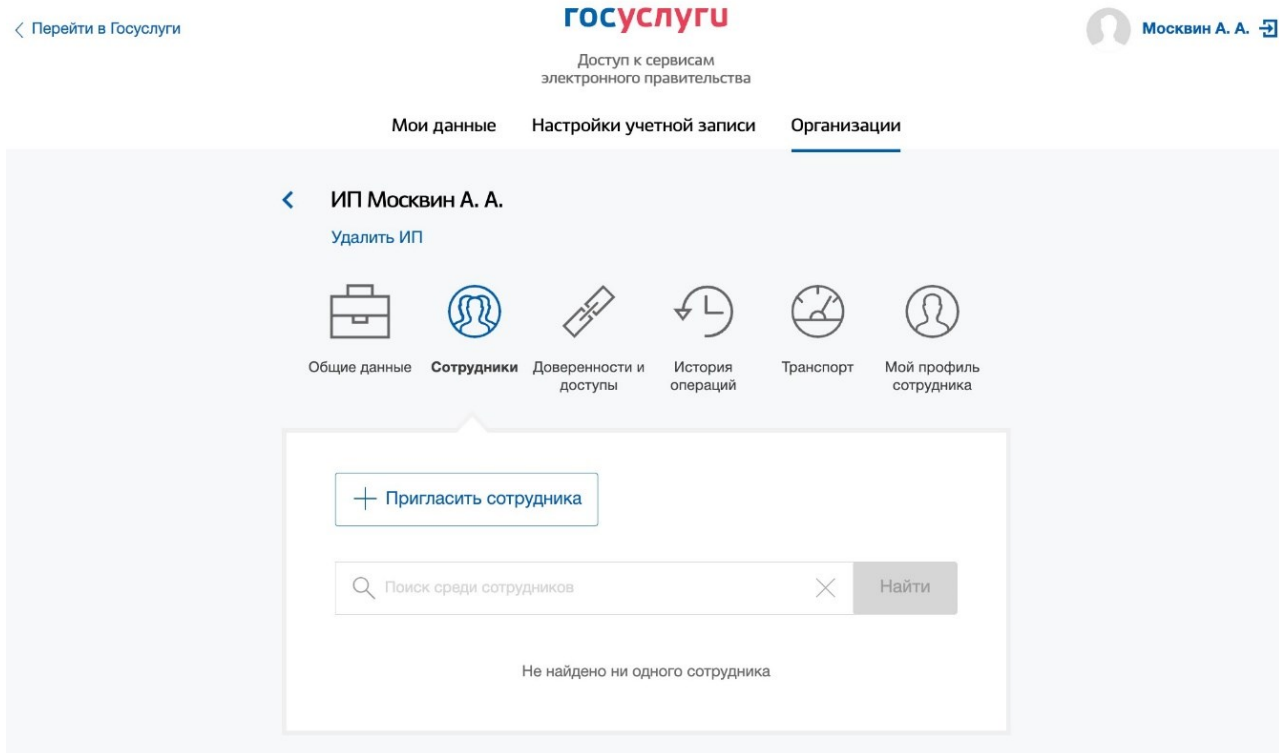 Перейти в Госуслуги
госуслуги
Москвин А. А.
Доступ к сервисам
электронного правительства
Мои данные Настройки учетной записи Организации
ИП Москвин А. А.
Удалить ИП
Общие данные Сотрудники Доверенности и доступы История операций Транспорт Мой профиль сотрудника
+ Пригласить сотрудника
Поиск среди сотрудников Найти
Не найдено ни одного сотрудника